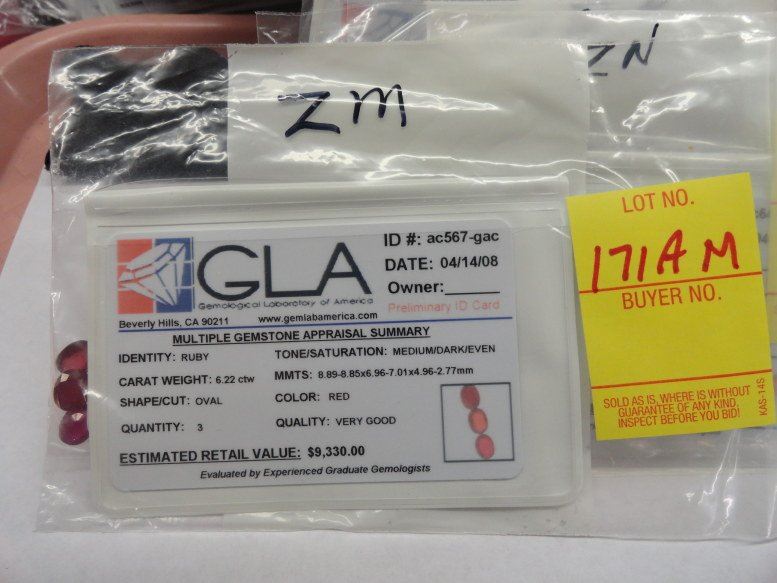 ZM
ZN
GLA
Gemological Laboratory of America
Beverly Hills, CA 90211 www.gemlabamerica.com
ID #: ac567-gac
DATE: 04/14/08
Owner:
Preliminary ID Card
MULTIPLE GEMSTONE APPRAISAL SUMMARY
IDENTITY: RUBY TONE/SATURATION: MEDIUM/DARK/EVEN
CARAT WEIGHT: 6.22 ctw MMTS: 8.89-8.85x6.96-7.01x4.96-2.77mm
SHAPE/CUT: OVAL COLOR: RED
QUANTITY: 3 QUALITY: VERY GOOD
ESTIMATED RETAIL VALUE: $9,330.00
Evaluated by Experienced Graduate Gemologists
LOT NO.
171AM
BUYER NO.
SOLD AS IS, WHERE IS WITHOUT
GUARANTEE OF ANY KIND.
INSPECT BEFORE YOU BID!
KAS-14S